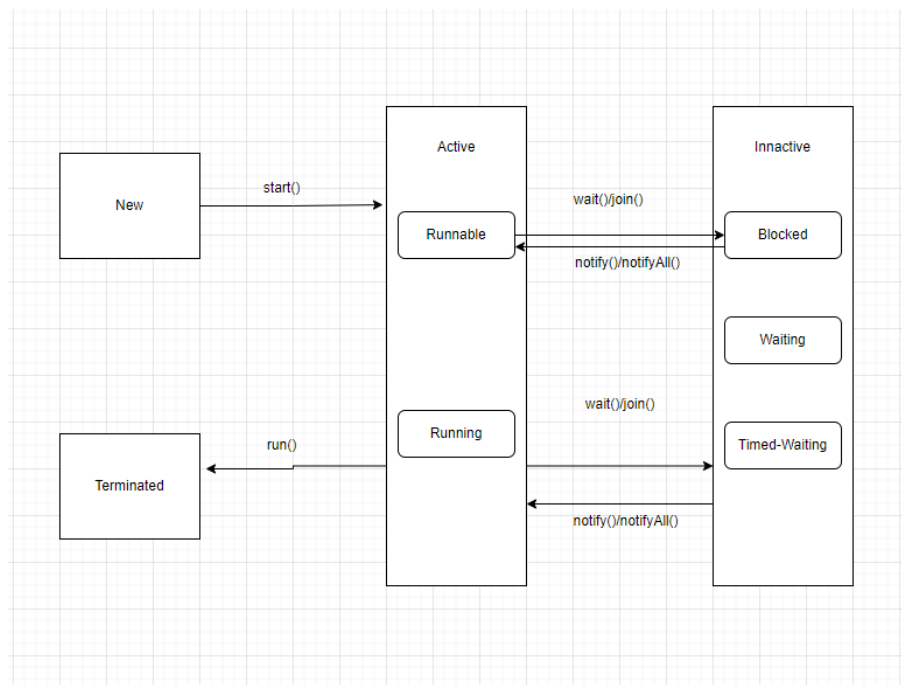 Active
Innactive
New
start()
wait()/join()
Runnable
Blocked
notify()/notifyAll()
Waiting
wait()/join()
Running
run()
Timed-Waiting
Terminated
notify()/notifyAll()